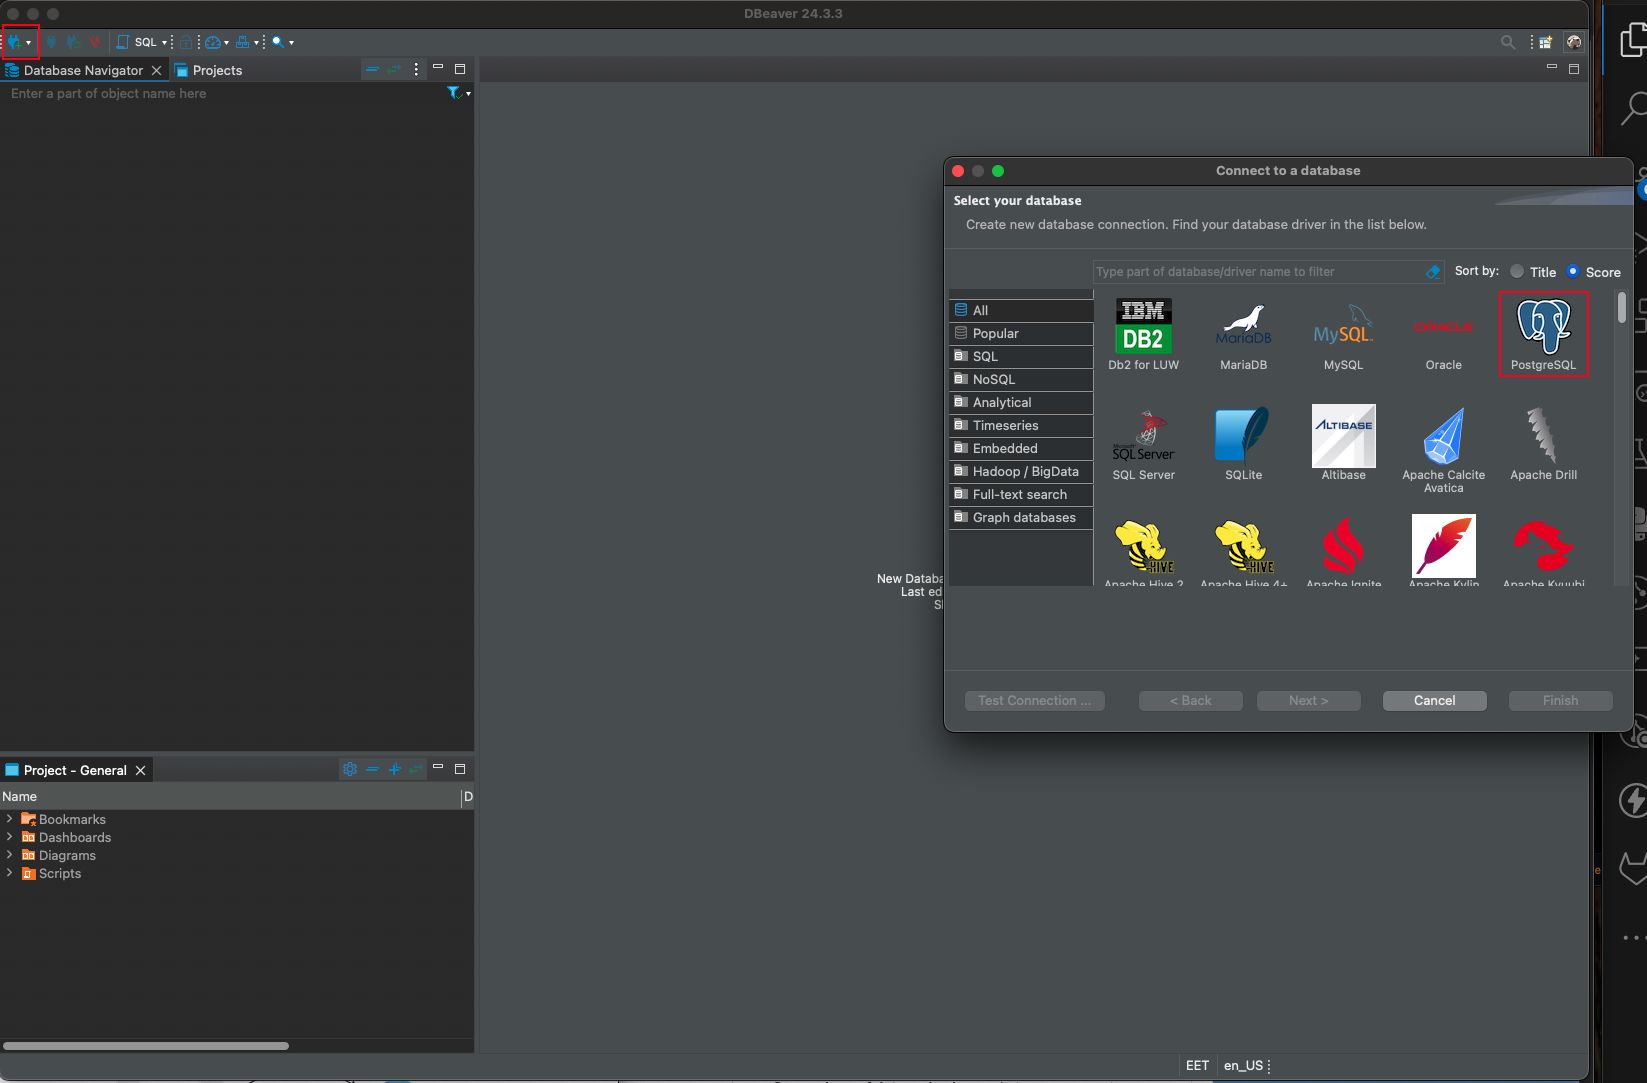 DBeaver 24.3.3
SQL
Database Navigator
Projects
Enter a part of object name here
New Databa
Last ed
Connect to a database
Select your database
Create new database connection. Find your database driver in the list below.
Type part of database/driver name to filter
Sort by:
Title
Score
All
Popular
SQL
NoSQL
Analytical
Timeseries
Embedded
Hadoop / BigData
Full-text search
Graph databases
IBM
DB2
Db2 for LUW
MariaDB
MariaDB
MySQL
MySQL
ORACLE
Oracle
PostgreSQL
Microsoft
SQL Server
SQL Server
SQLite
ALTIBASE
Altibase
Apache Calcite
Avatica
Apache Drill
HIVE
Apache Hive 2
HIVE
Apache Hive 4+
Apache Ignite
Apache Kylin
Apache Kyuubi
Test Connection ...
< Back
Next >
Cancel
Finish
Project - General
Name
D
Bookmarks
Dashboards
Diagrams
Scripts
EET
en_US